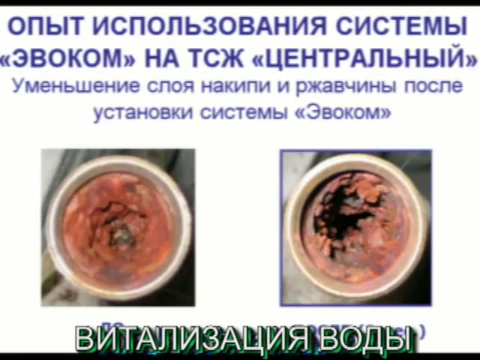 ОПЫТ ИСПОЛЬЗОВАНИЯ СИСТЕМЫ
«ЭВОКОМ» НА ТСЖ «ЦЕНТРАЛЬНЫЙ»
Уменьшение слоя накипи и ржавчины после
установки системы «Эвоком»
ВИТАЛИЗАЦИЯ ВОДЫ